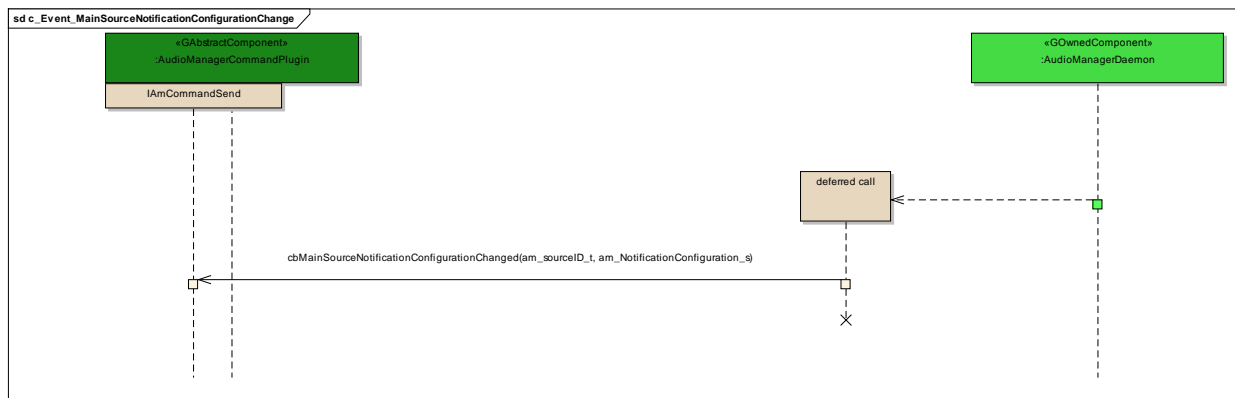 sd c_Event_MainSourceNotificationConfigurationChange
«GAbstractComponent»
:AudioManagerCommandPlugin
IAmCommandSend
«GOwnedComponent»
:AudioManagerDaemon
deferred call
cbMainSourceNotificationConfigurationChanged(am_sourceID_t, am_NotificationConfiguration_s)